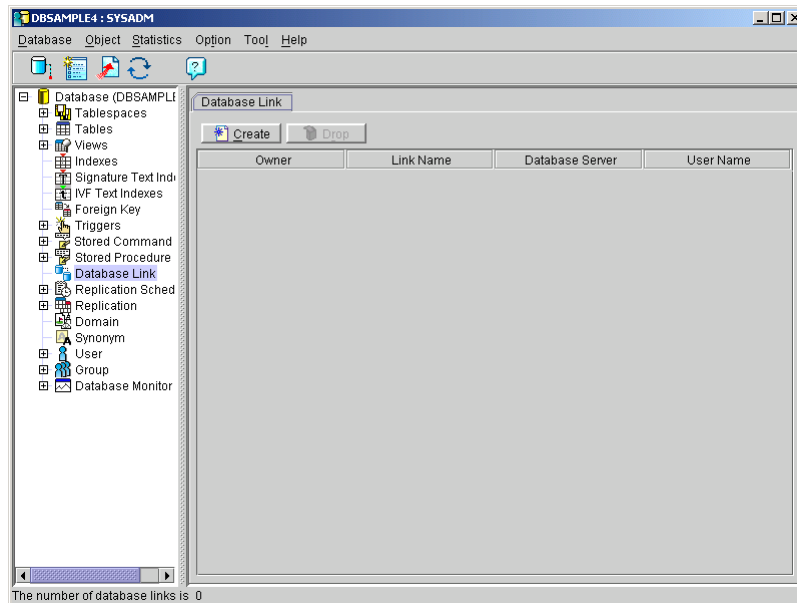 DBSAMPLE4 : SYSADM
Database Object Statistics Option Tool Help
Database (DBSAMPLE
Tablespaces
Tables
Views
Indexes
Signature Text Inde
IVF Text Indexes
Foreign Key
Triggers
Stored Command
Stored Procedure
Database Link
Replication Sched
Replication
Domain
Synonym
User
Group
Database Monitor
Database Link
Create Drop
Owner Link Name Database Server User Name
The number of database links is 0